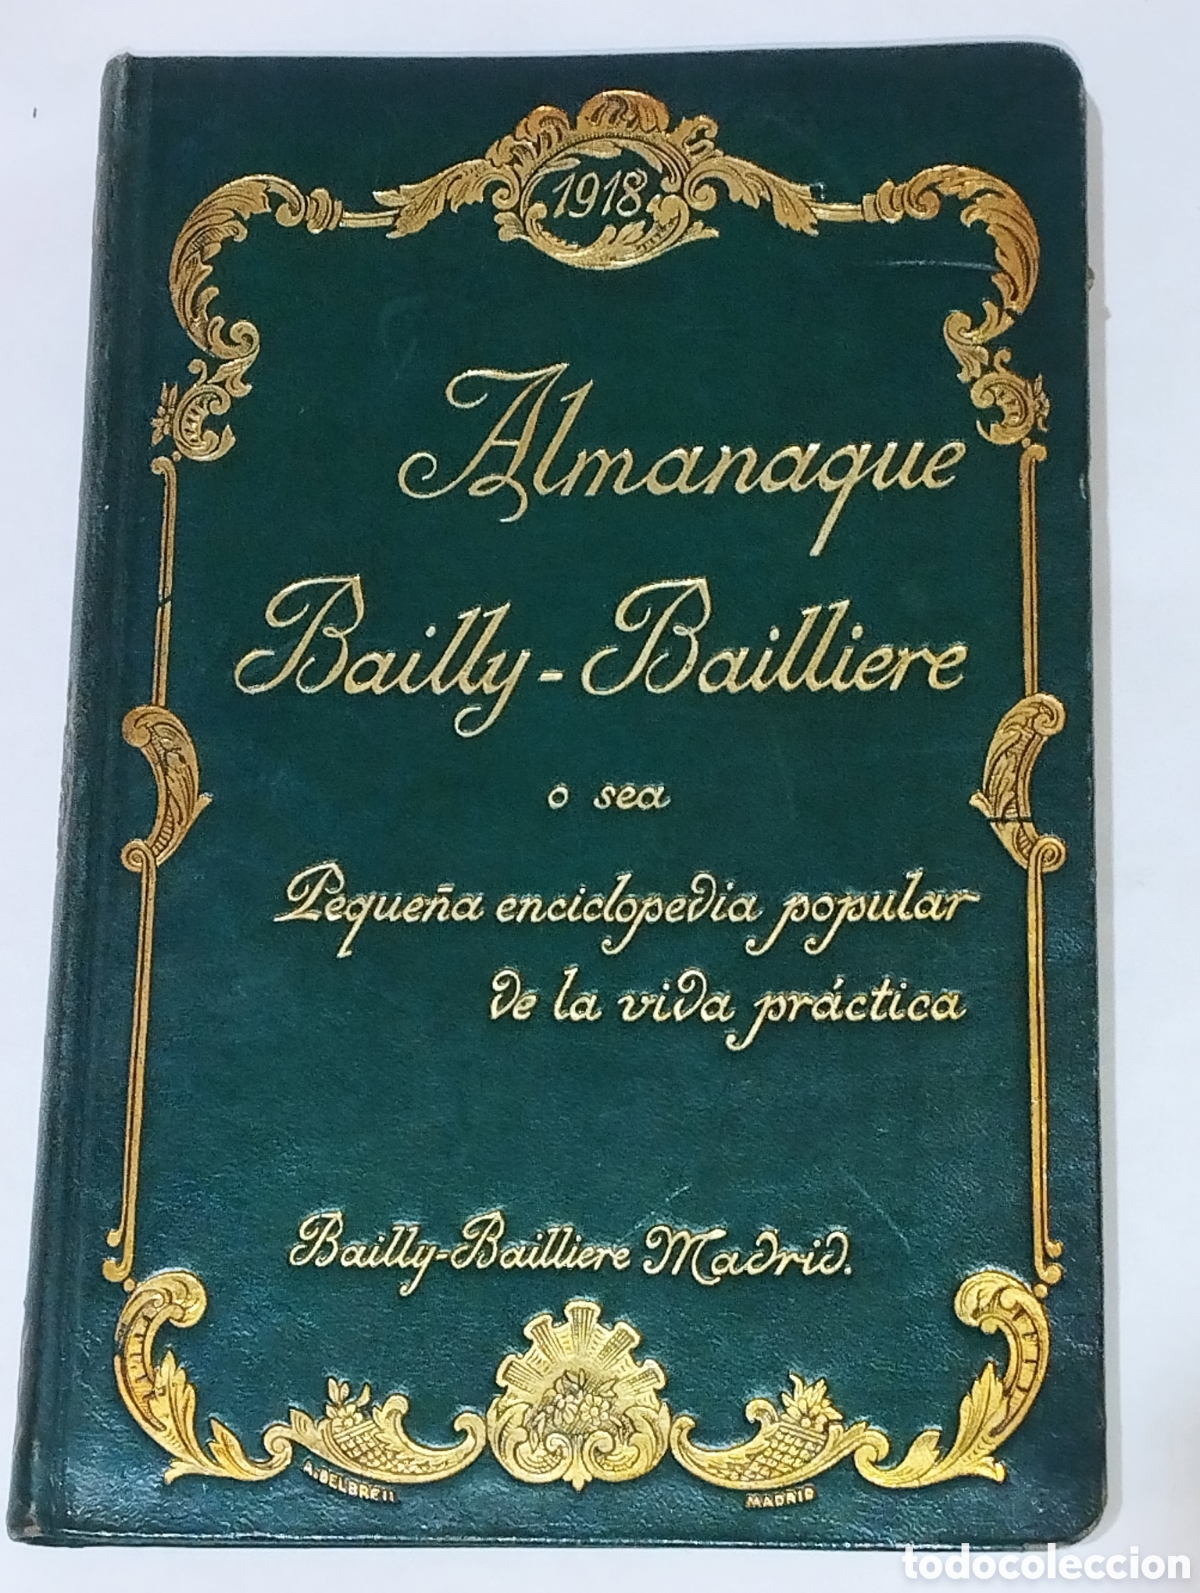 1918
Almanaque
Bailly-Bailliere
o sea
Pequeña enciclopedia popular
de la vida práctica
Bailly-Bailliere Madrid.
MADRID
todocoleccion